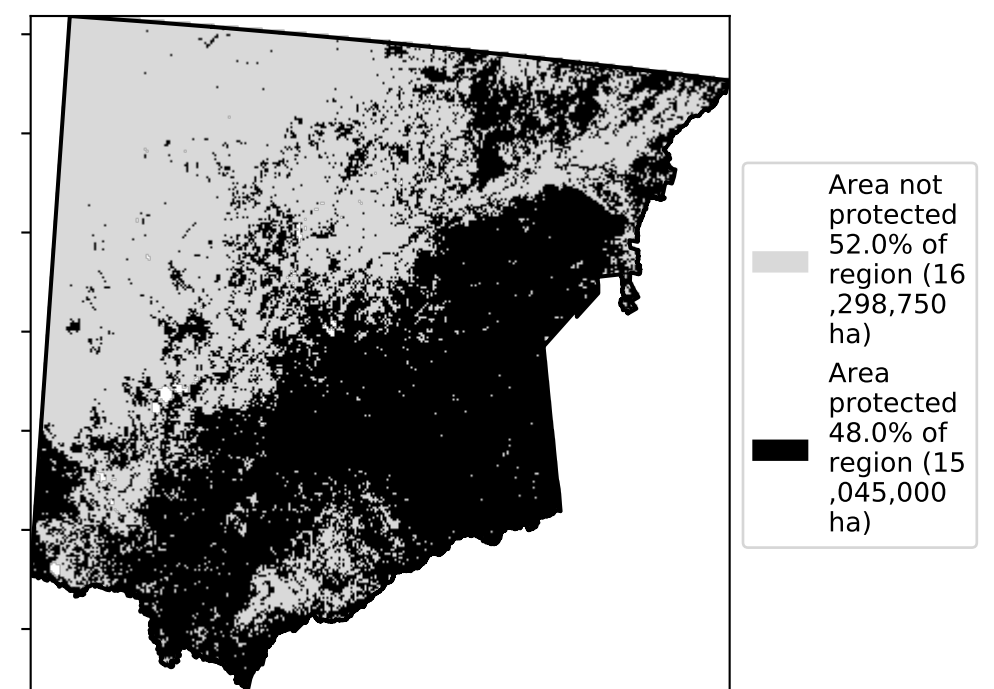 Area not
protected
52.0% of
region (16
,298,750
ha)
Area
protected
48.0% of
region (15
,045,000
ha)